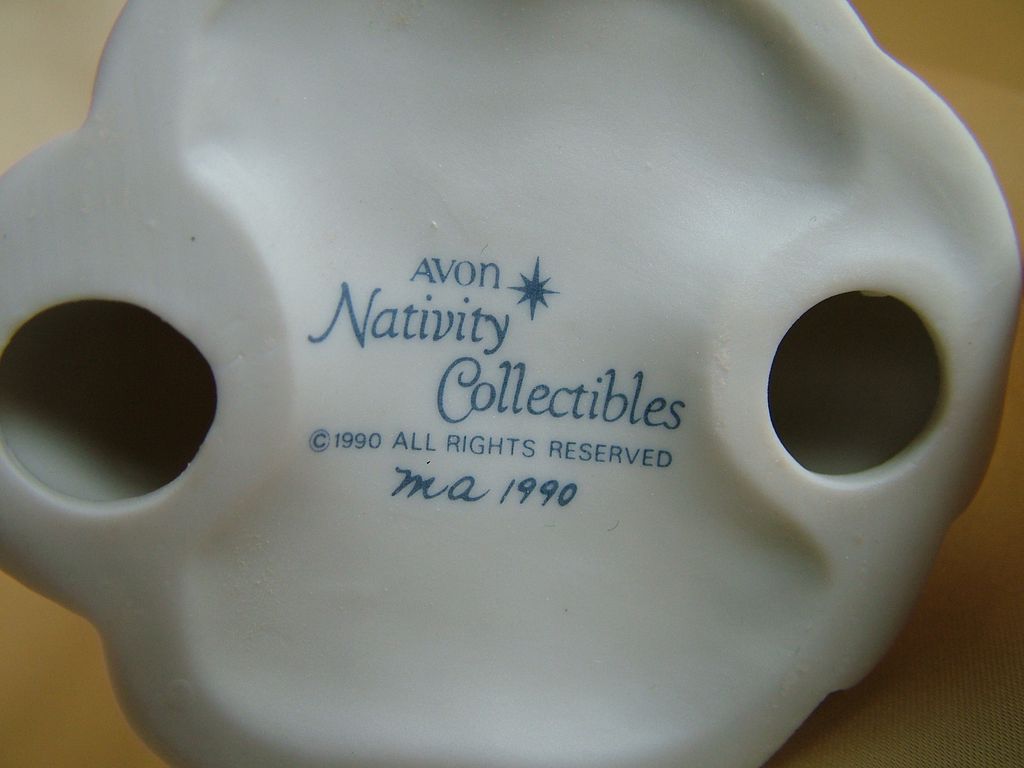 AVON
Nativity
Collectibles
©1990 ALL RIGHTS RESERVED
ma 1990